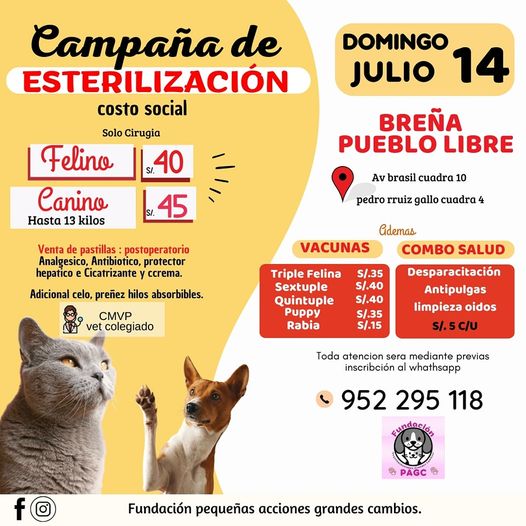 Campaña de
ESTERILIZACIÓN
costo social
Solo Cirugia
Felino S/. 40
Canino S/. 45
Hasta 13 kilos
Venta de pastillas : postoperatorio
Analgesico, Antibiotico, protector
hepatico e Cicatrizante y ccrema.
Adicional celo, preñez hilos absorbibles.
CMVP
vet colegiado
DOMINGO
JULIO 14
BREÑA
PUEBLO LIBRE
Av brasil cuadra 10
pedro rruiz gallo cuadra 4
Ademas
VACUNAS
Triple Felina S/.35
Sextuple S/.40
Quintuple S/.40
Puppy S/.35
Rabia S/.15
COMBO SALUD
Desparacitación
Antipulgas
limpieza oidos
S/. 5 C/U
Toda atencion sera mediante previas
inscribción al whathsapp
952 295 118
Fundación
PAGC
Fundación pequeñas acciones grandes cambios.